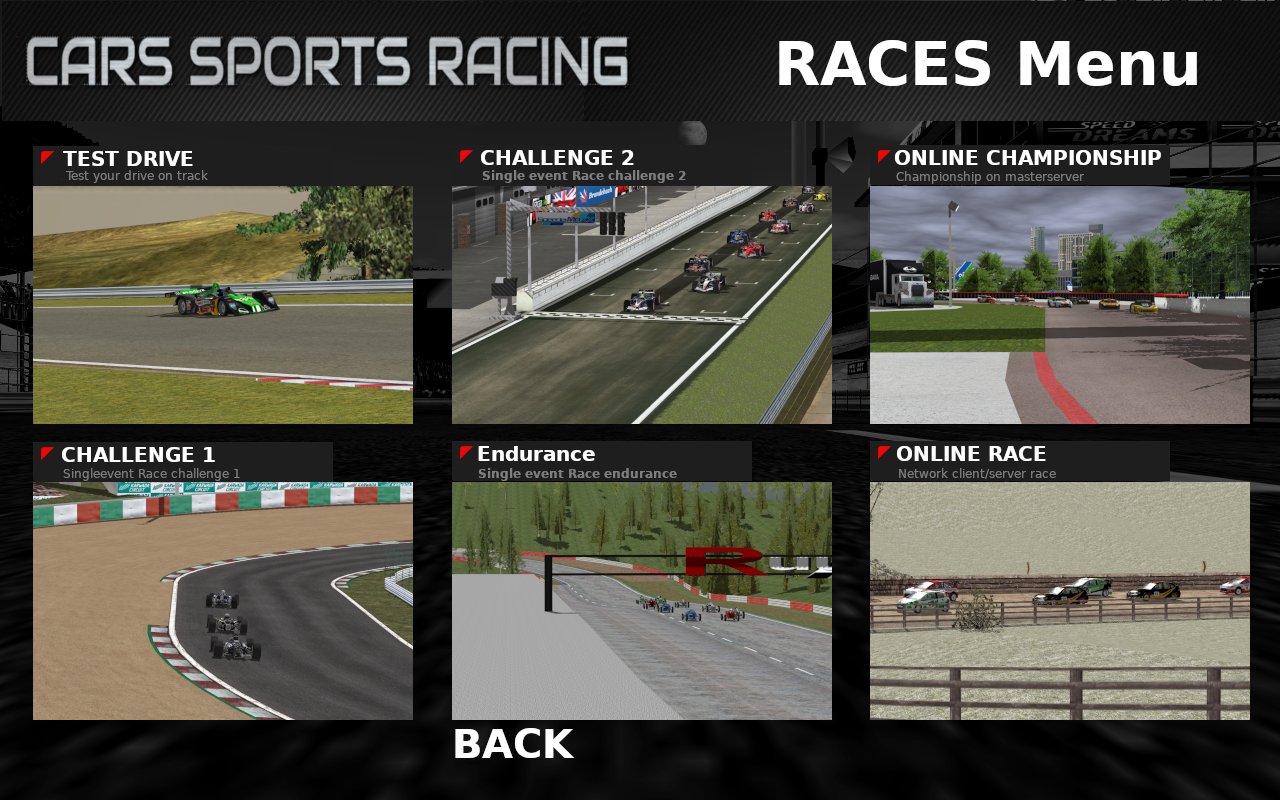 CARS SPORTS RACING
RACES Menu
SPEED
DREAMS
TEST DRIVE
Test your drive on track
CHALLENGE 2
Single event Race challenge 2
ONLINE CHAMPIONSHIP
Championship on masterserver
CHALLENGE 1
Singleevent Race challenge 1
Endurance
Single event Race endurance
ONLINE RACE
Network client/server race
BACK